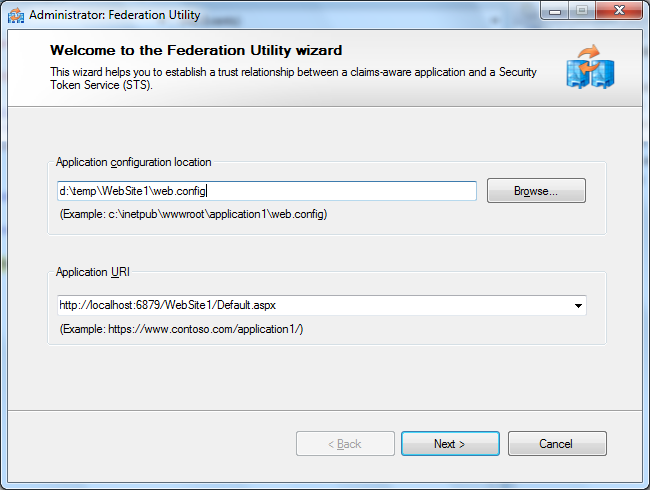 Administrator: Federation Utility
Welcome to the Federation Utility wizard
This wizard helps you to establish a trust relationship between a claims-aware application and a Security
Token Service (STS).
Application configuration location
d:\temp\WebSite1\web.config
Browse...
(Example: c:\inetpub\wwwroot\application1\web.config)
Application URI
http://localhost:6879/WebSite1/Default.aspx
(Example: https://www.contoso.com/application1/)
< Back
Next >
Cancel